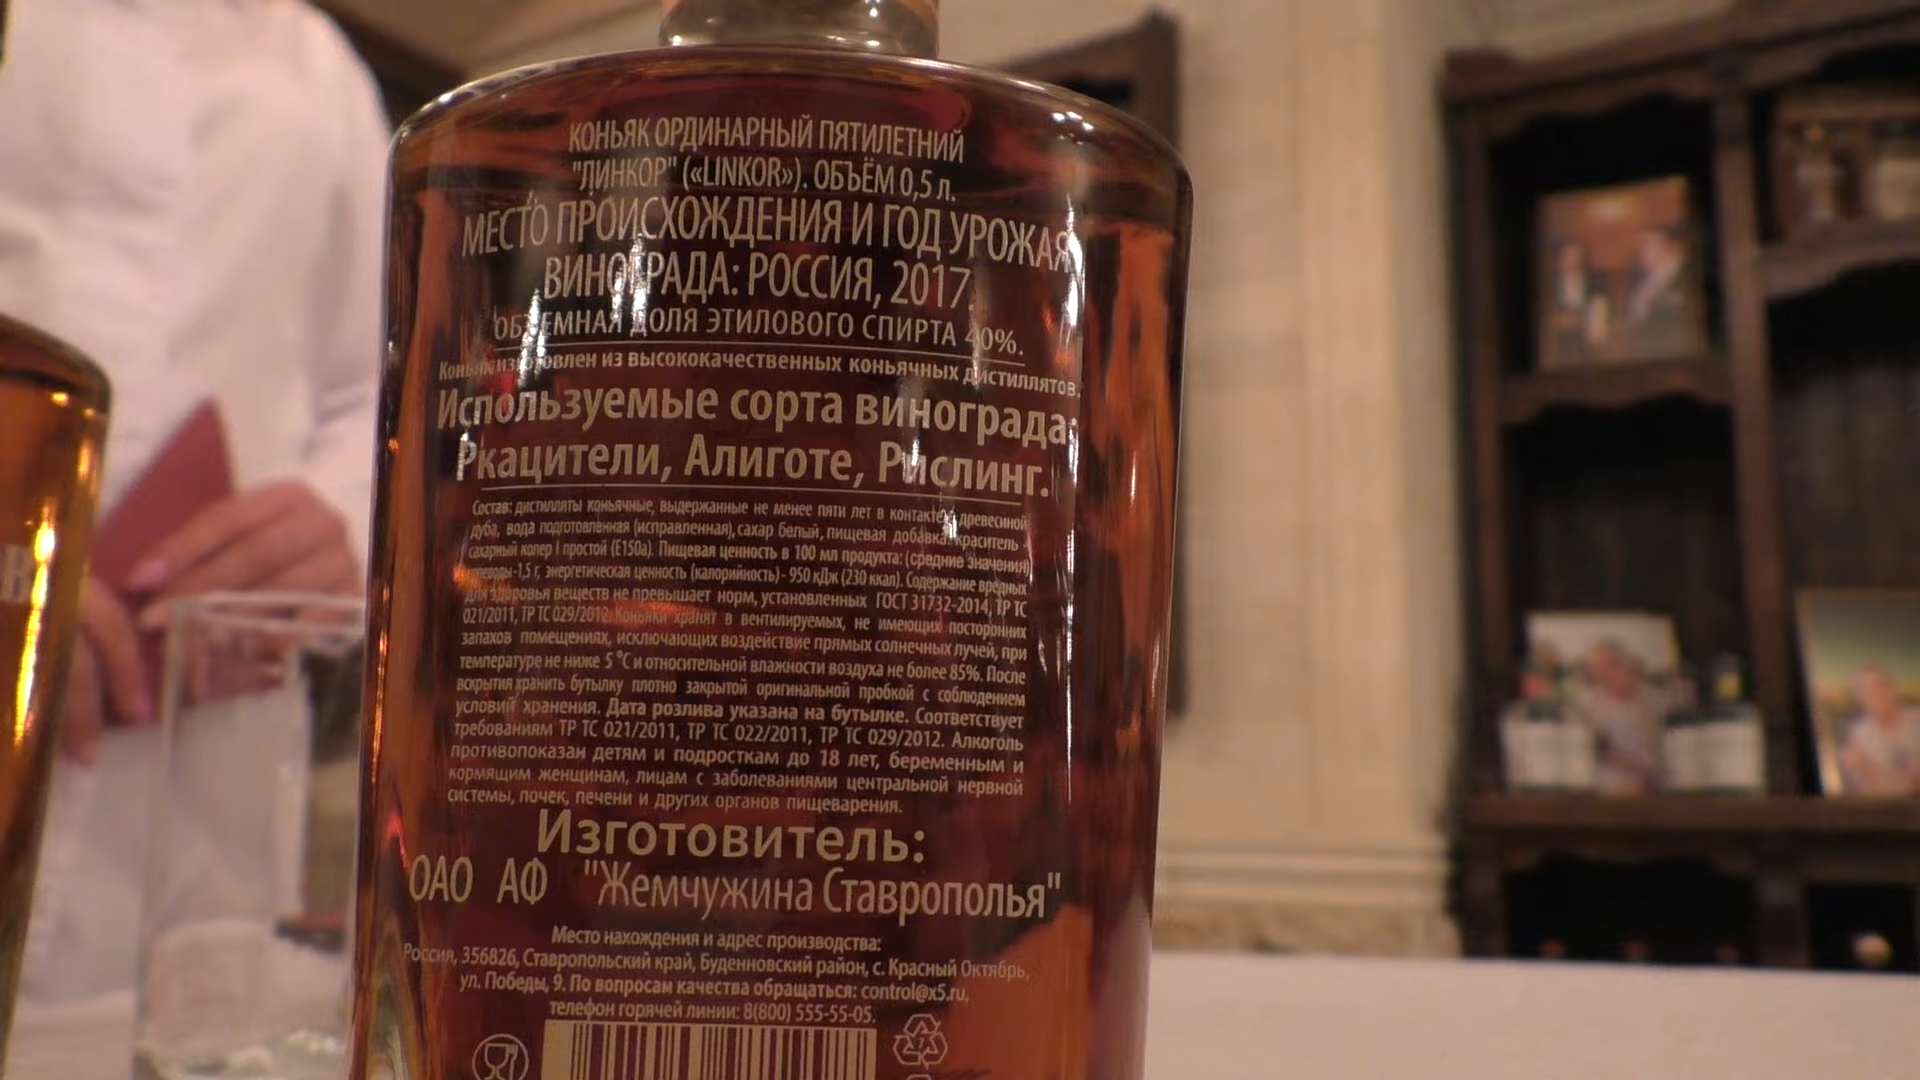 КОНЬЯК ОРДИНАРНЫЙ ПЯТИЛЕТНИЙ
"ЛИНКОР" («LINKOR»). ОБЪЁМ 0,5 л.
МЕСТО ПРОИСХОЖДЕНИЯ И ГОД УРОЖАЯ
ВИНОГРАДА: РОССИЯ, 2017.
ОБЪЕМНАЯ ДОЛЯ ЭТИЛОВОГО СПИРТА 40%.
Коньяк изготовлен из высококачественных коньячных дистиллятов.
Используемые сорта винограда:
Ркацители, Алиготе, Рислинг.
Состав: дистилляты коньячные, выдержанные не менее пяти лет в контакте с древесиной
дуба, вода подготовленная (исправленная), сахар белый, пищевая добавка: краситель -
сахарный колер I простой (E150a). Пищевая ценность в 100 мл продукта: (средние значения)
углеводы-1,5 г, энергетическая ценность (калорийность) - 950 кДж (230 ккал). Содержание вредных
для здоровья веществ не превышает норм, установленных ГОСТ 31732-2014, ТР ТС
021/2011, ТР ТС 029/2012. Коньяки хранят в вентилируемых, не имеющих посторонних
запахов помещениях, исключающих воздействие прямых солнечных лучей, при
температуре не ниже 5 °С и относительной влажности воздуха не более 85%. После
вскрытия хранить бутылку плотно закрытой оригинальной пробкой с соблюдением
условий хранения. Дата розлива указана на бутылке. Соответствует
требованиям ТР ТС 021/2011, ТР ТС 022/2011, ТР ТС 029/2012. Алкоголь
противопоказан детям и подросткам до 18 лет, беременным и
кормящим женщинам, лицам с заболеваниями центральной нервной
системы, почек, печени и других органов пищеварения.
Изготовитель:
ОАО АФ "Жемчужина Ставрополья"
Место нахождения и адрес производства:
Россия, 356826, Ставропольский край, Буденновский район, с. Красный Октябрь,
ул. Победы, 9. По вопросам качества обращаться: control@x5.ru,
телефон горячей линии: 8(800) 555-55-05.